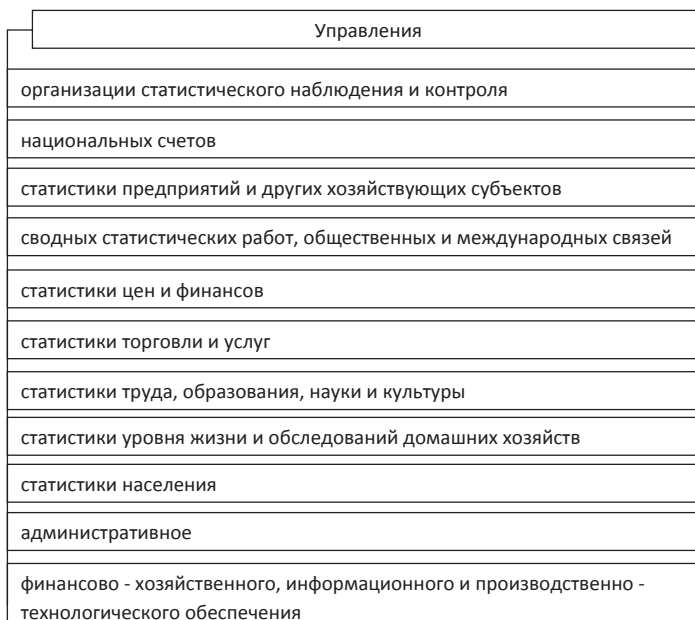 Управления
организации статистического наблюдения и контроля
национальных счетов
статистики предприятий и других хозяйствующих субъектов
сводных статистических работ, общественных и международных связей
статистики цен и финансов
статистики торговли и услуг
статистики труда, образования, науки и культуры
статистики уровня жизни и обследований домашних хозяйств
статистики населения
административное
финансово - хозяйственного, информационного и производственно -
технологического обеспечения